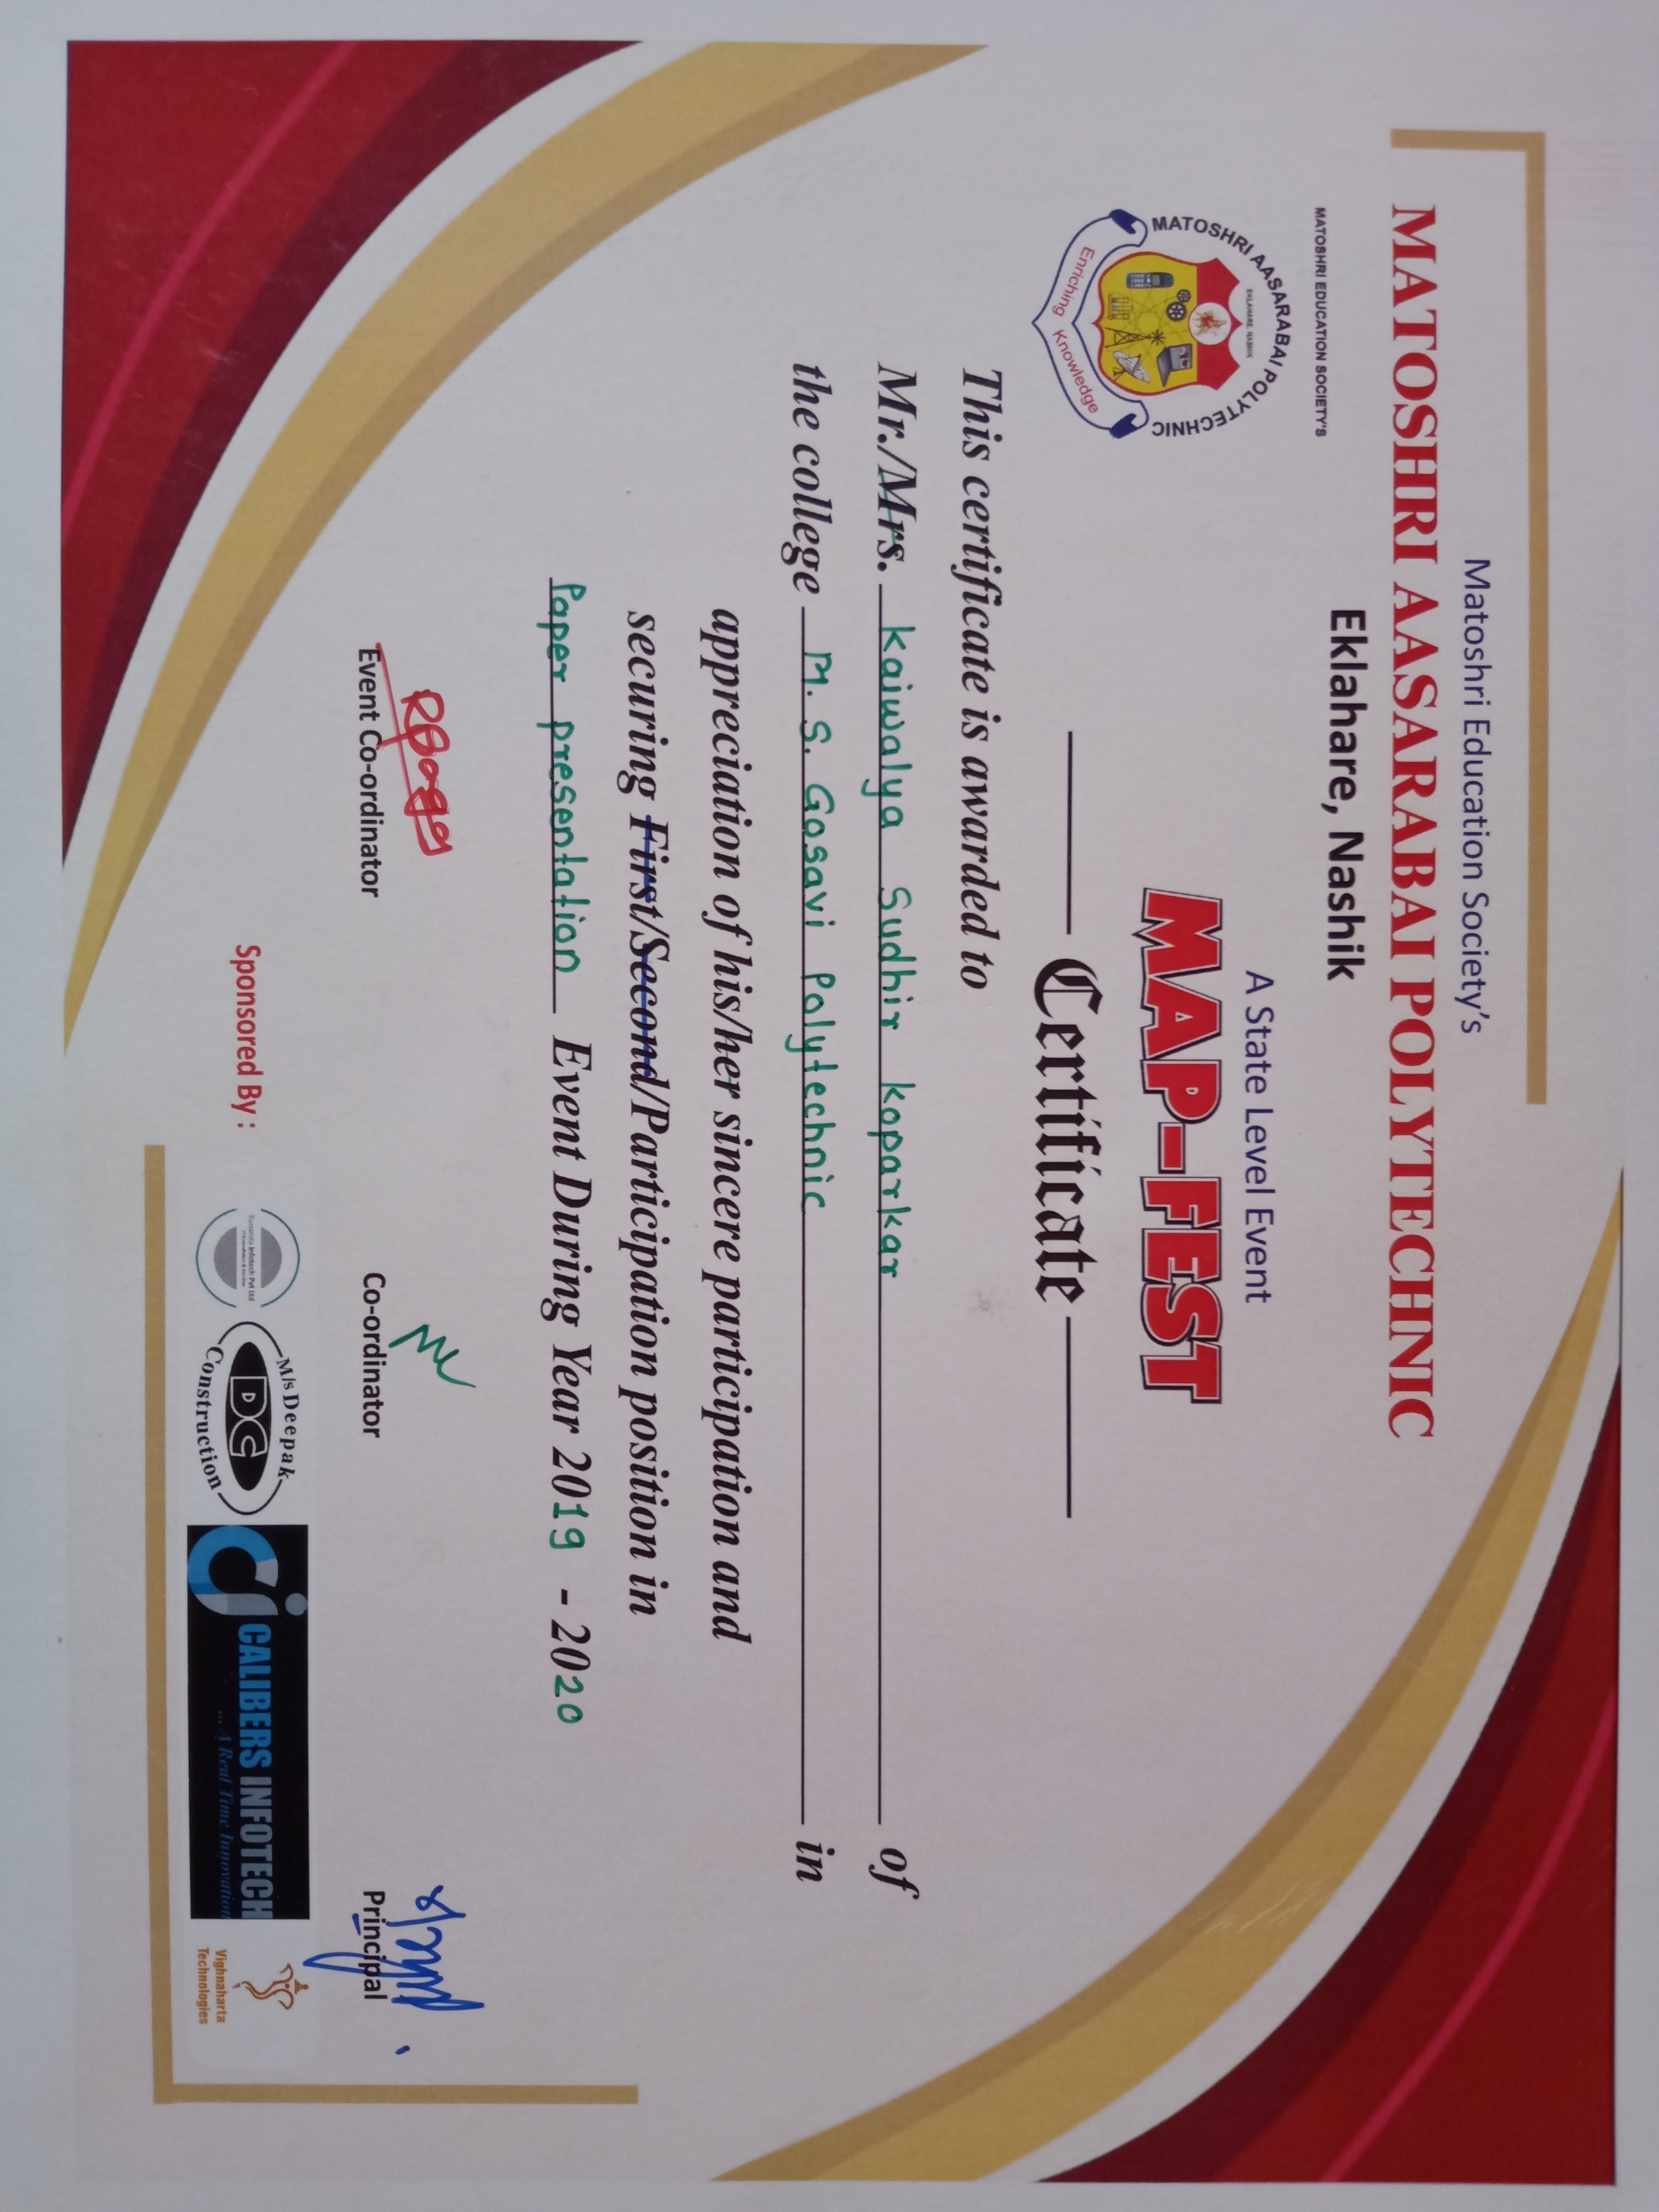 Matoshri Education Society's
MATOSHRI AASARABAI POLYTECHNIC
Eklahare, Nashik
MATOSHRI EDUCATION SOCIETY'S
MATOSHRI AASARABAI POLYTECHNIC
EKLAHARE, NASHIK
Enriching Knowledge
A State Level Event
MAP-FEST
Certificate
This certificate is awarded to
Mr./Mrs. Kaiwalya Sudhir Koparkar of
the college M. S. Gosavi Polytechnic in
appreciation of his/her sincere participation and
securing First/Second/Participation position in
Paper presentation Event During Year 2019 - 2020
Event Co-ordinator
Co-ordinator
Principal
Sponsored By :
Infotech Pvt Ltd
M/s Deepak
DC
Construction
CALIBERS INFOTECH
... A Real Time Innovation
Vighnaharta
Technologies